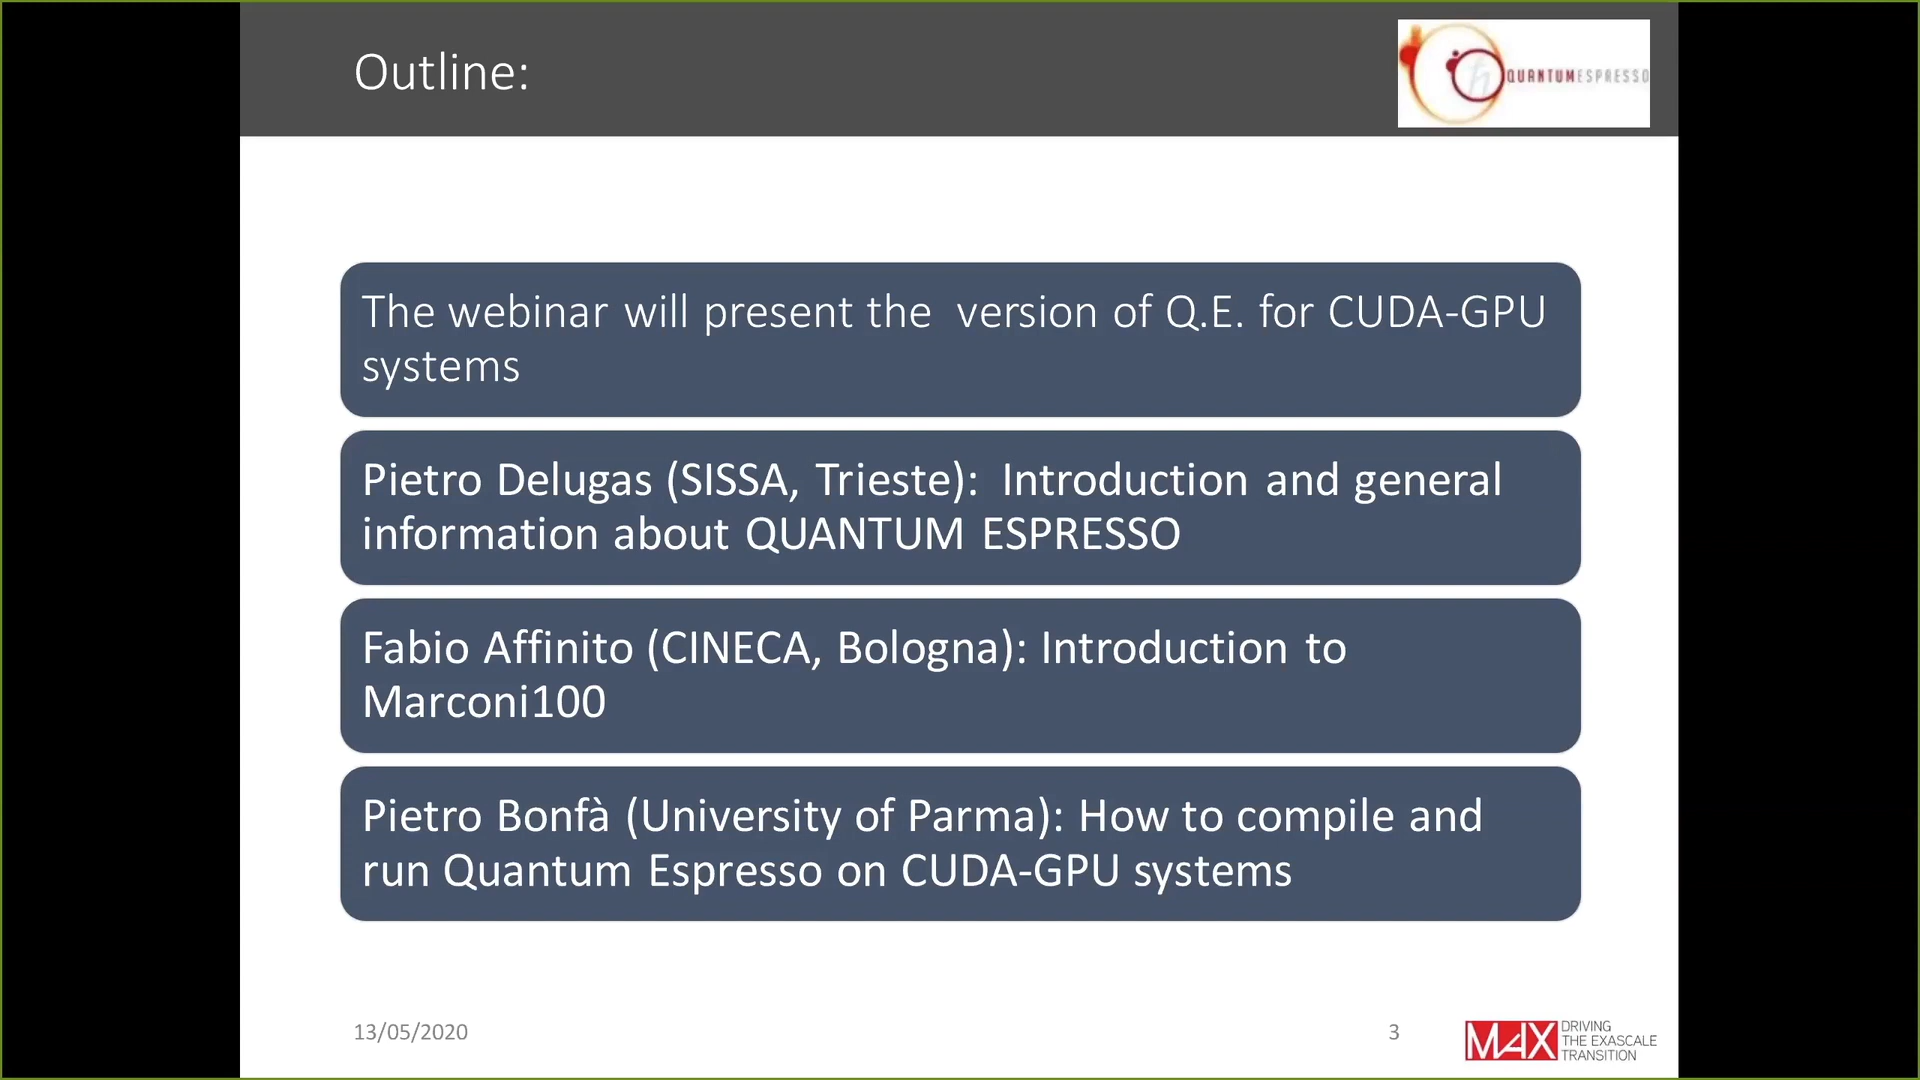 Outline:
QUANTUMESPRESSO
The webinar will present the version of Q.E. for CUDA-GPU
systems
Pietro Delugas (SISSA, Trieste): Introduction and general
information about QUANTUM ESPRESSO
Fabio Affinito (CINECA, Bologna): Introduction to
Marconi100
Pietro Bonfà (University of Parma): How to compile and
run Quantum Espresso on CUDA-GPU systems
13/05/2020
3
MAX
DRIVING
THE EXASCALE
TRANSITION